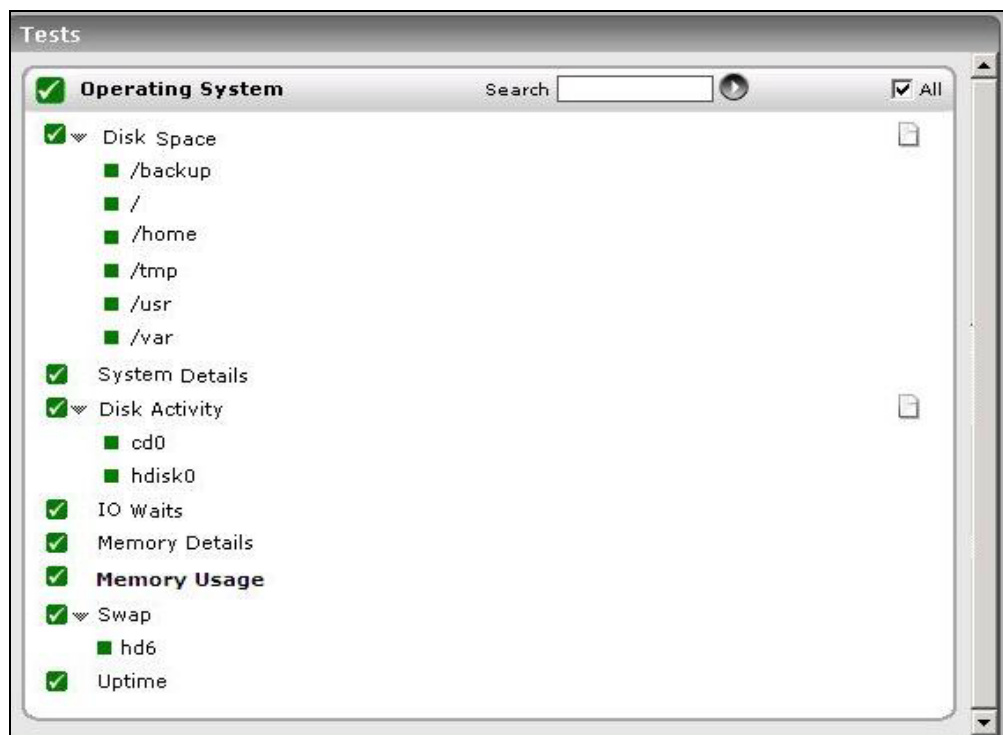 Tests
Operating System Search All
Disk Space
/backup
/
/home
/tmp
/usr
/var
System Details
Disk Activity
cd0
hdisk0
IO Waits
Memory Details
Memory Usage
Swap
hd6
Uptime